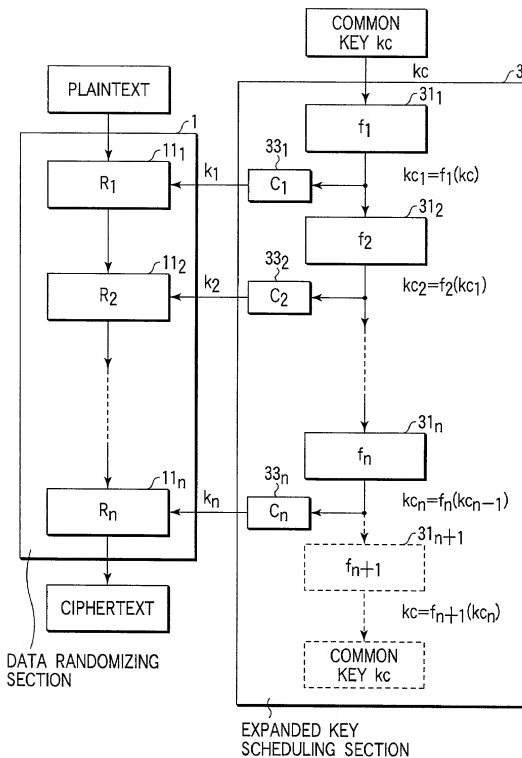 COMMON
KEY kc
kc
3
PLAINTEXT
1
11₁
R₁
k₁
33₁
C₁
31₁
f₁
kc₁=f₁(kc)
31₂
f₂
11₂
R₂
k₂
33₂
C₂
kc₂=f₂(kc₁)
31n
fn
11n
Rn
kn
33n
Cn
kcn=fn(kcn−1)
31n+1
fn+1
kc=fn+1(kcn)
COMMON
KEY kc
CIPHERTEXT
DATA RANDOMIZING
SECTION
EXPANDED KEY
SCHEDULING SECTION